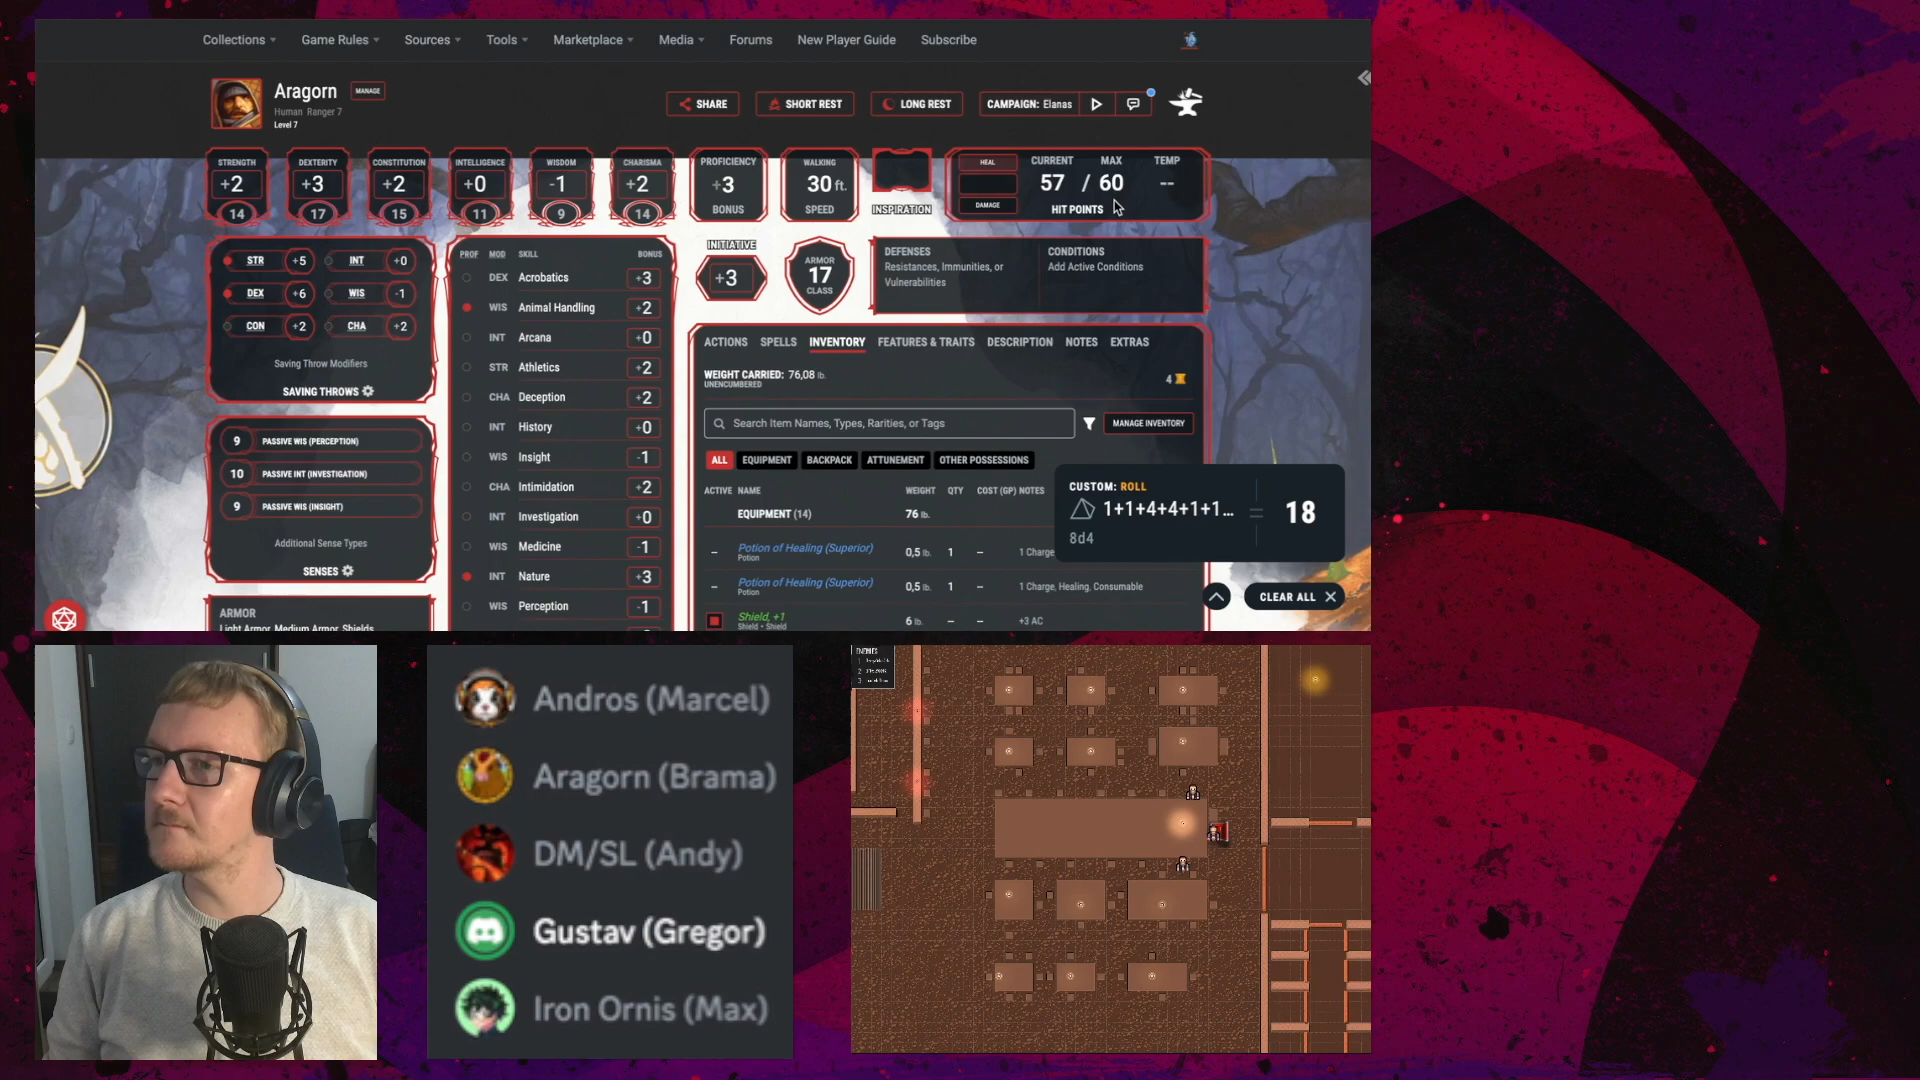 Collections Game Rules Sources Tools Marketplace Media Forums New Player Guide Subscribe
Aragorn MANAGE
Human Ranger 7
Level 7
SHARE SHORT REST LONG REST CAMPAIGN: Elanas
STRENGTH +2 14
DEXTERITY +3 17
CONSTITUTION +2 15
INTELLIGENCE +0 11
WISDOM -1 9
CHARISMA +2 14
PROFICIENCY +3 BONUS
WALKING 30 ft. SPEED
INSPIRATION
HEAL
DAMAGE
CURRENT MAX TEMP
57 / 60 --
HIT POINTS
STR +5 INT +0
DEX +6 WIS -1
CON +2 CHA +2
Saving Throw Modifiers
SAVING THROWS
9 PASSIVE WIS (PERCEPTION)
10 PASSIVE INT (INVESTIGATION)
9 PASSIVE WIS (INSIGHT)
Additional Sense Types
SENSES
ARMOR
Light Armor, Medium Armor, Shields
PROF MOD SKILL BONUS
DEX Acrobatics +3
WIS Animal Handling +2
INT Arcana +0
STR Athletics +2
CHA Deception +2
INT History +0
WIS Insight -1
CHA Intimidation +2
INT Investigation +0
WIS Medicine -1
INT Nature +3
WIS Perception -1
INITIATIVE
+3
ARMOR
17
CLASS
DEFENSES
Resistances, Immunities, or
Vulnerabilities
CONDITIONS
Add Active Conditions
ACTIONS SPELLS INVENTORY FEATURES & TRAITS DESCRIPTION NOTES EXTRAS
WEIGHT CARRIED: 76,08 lb.
UNENCUMBERED
4
Search Item Names, Types, Rarities, or Tags
MANAGE INVENTORY
ALL EQUIPMENT BACKPACK ATTUNEMENT OTHER POSSESSIONS
ACTIVE NAME WEIGHT QTY COST (GP) NOTES
EQUIPMENT (14) 76 lb.
-- Potion of Healing (Superior) 0,5 lb. 1 -- 1 Charge
Potion
-- Potion of Healing (Superior) 0,5 lb. 1 -- 1 Charge, Healing, Consumable
Potion
Shield, +1 6 lb. -- -- +3 AC
Shield • Shield
CUSTOM: ROLL
1+1+4+4+1+1... = 18
8d4
CLEAR ALL
Andros (Marcel)
Aragorn (Brama)
DM/SL (Andy)
Gustav (Gregor)
Iron Ornis (Max)
ENEMIES